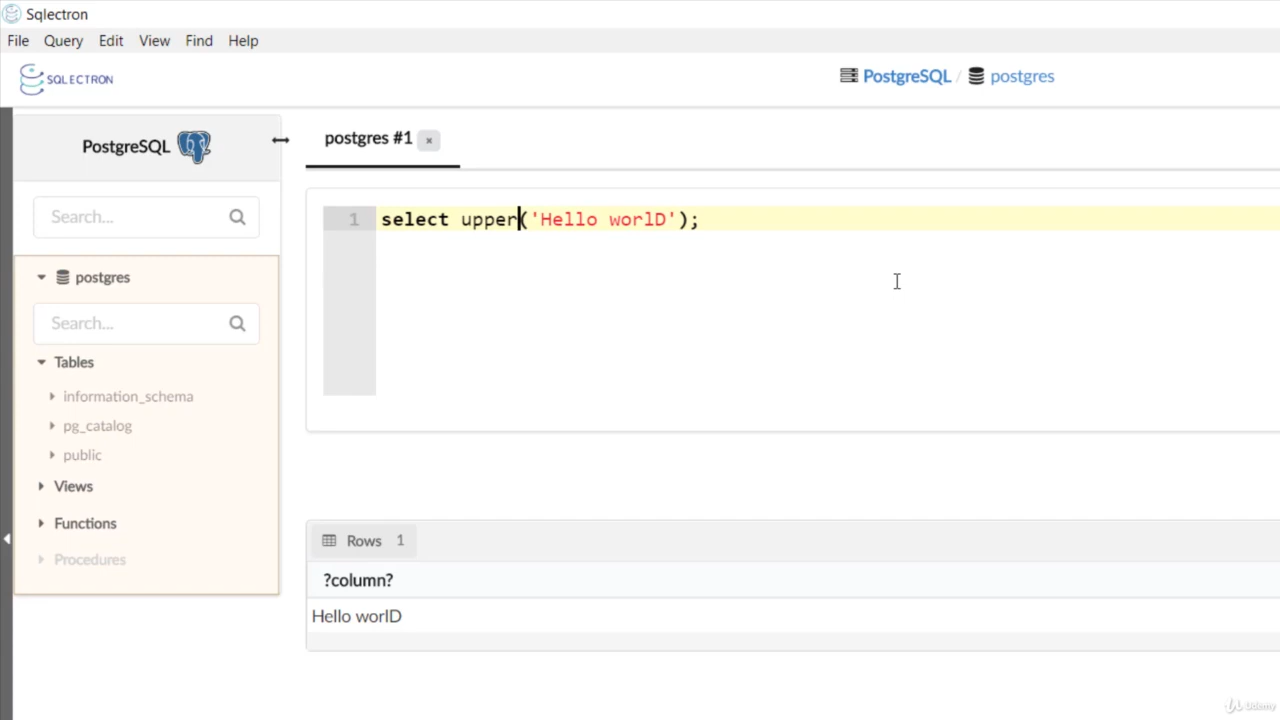 Sqlectron
File Query Edit View Find Help
SQLECTRON
PostgreSQL / postgres
PostgreSQL
postgres #1 ×
Search...
1 select upper('Hello worlD');
postgres
Search...
Tables
information_schema
pg_catalog
public
Views
Functions
Procedures
Rows 1
?column?
Hello worlD
Udemy